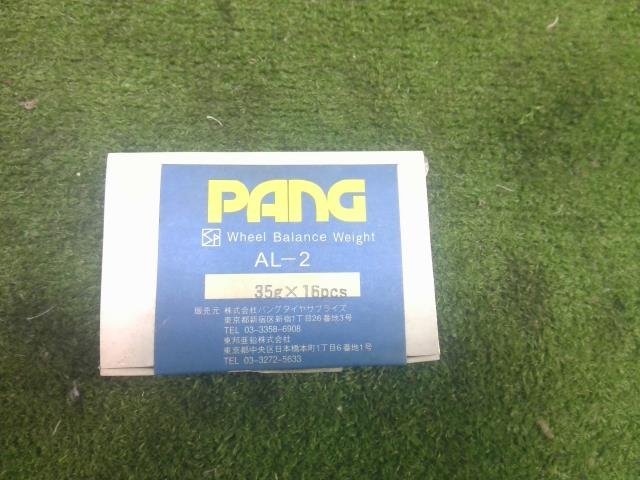 PANG
SP Wheel Balance Weight
AL-2
35g×16pcs
販売元 株式会社パングタイヤサプライズ
東京都新宿区新宿1丁目26番地3号
TEL 03-3358-6908
東邦亜鉛株式会社
東京都中央区日本橋本町1丁目6番地1号
TEL 03-3272-5633